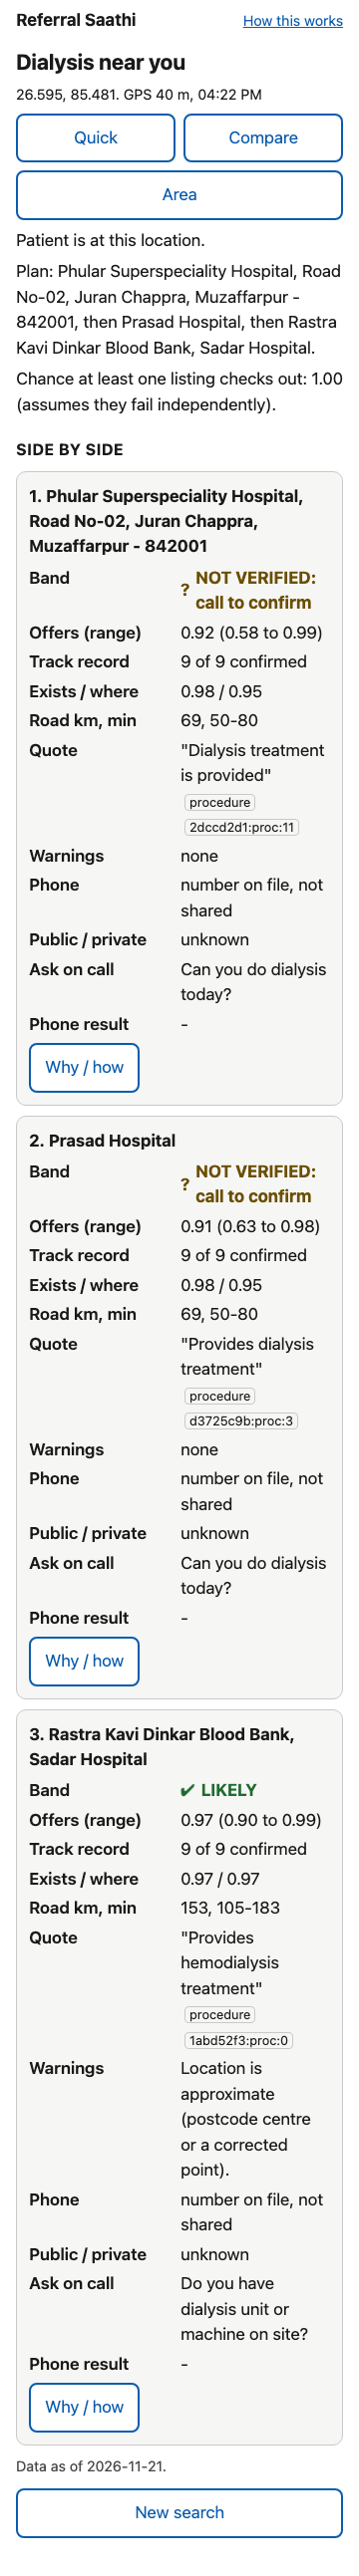 Referral Saathi How this works
Dialysis near you
26.595, 85.481. GPS 40 m, 04:22 PM
Quick Compare
Area
Patient is at this location.
Plan: Phular Superspeciality Hospital, Road
No-02, Juran Chappra, Muzaffarpur -
842001, then Prasad Hospital, then Rastra
Kavi Dinkar Blood Bank, Sadar Hospital.
Chance at least one listing checks out: 1.00
(assumes they fail independently).
SIDE BY SIDE
1. Phular Superspeciality Hospital,
Road No-02, Juran Chappra,
Muzaffarpur - 842001
Band ? NOT VERIFIED:
call to confirm
Offers (range) 0.92 (0.58 to 0.99)
Track record 9 of 9 confirmed
Exists / where 0.98 / 0.95
Road km, min 69, 50-80
Quote "Dialysis treatment
is provided"
procedure
2dccd2d1:proc:11
Warnings none
Phone number on file, not
shared
Public / private unknown
Ask on call Can you do dialysis
today?
Phone result -
Why / how
2. Prasad Hospital
Band ? NOT VERIFIED:
call to confirm
Offers (range) 0.91 (0.63 to 0.98)
Track record 9 of 9 confirmed
Exists / where 0.98 / 0.95
Road km, min 69, 50-80
Quote "Provides dialysis
treatment"
procedure
d3725c9b:proc:3
Warnings none
Phone number on file, not
shared
Public / private unknown
Ask on call Can you do dialysis
today?
Phone result -
Why / how
3. Rastra Kavi Dinkar Blood Bank,
Sadar Hospital
Band ✔ LIKELY
Offers (range) 0.97 (0.90 to 0.99)
Track record 9 of 9 confirmed
Exists / where 0.97 / 0.97
Road km, min 153, 105-183
Quote "Provides
hemodialysis
treatment"
procedure
1abd52f3:proc:0
Warnings Location is
approximate
(postcode centre
or a corrected
point).
Phone number on file, not
shared
Public / private unknown
Ask on call Do you have
dialysis unit or
machine on site?
Phone result -
Why / how
Data as of 2026-11-21.
New search